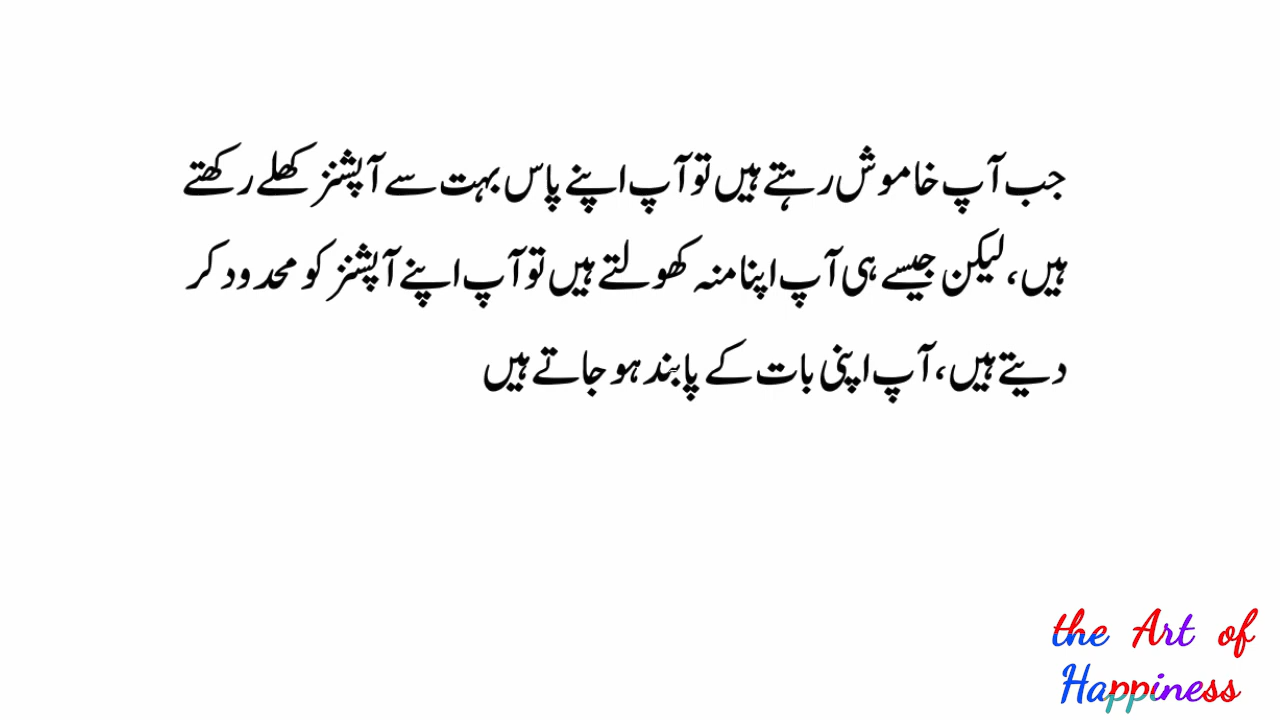 جب آپ خاموش رہتے ہیں تو آپ اپنے پاس بہت سے آپشنز کھلے رکھتے
ہیں، لیکن جیسے ہی آپ اپنا منہ کھولتے ہیں تو آپ اپنے آپشنز کو محدود کر
دیتے ہیں، آپ اپنی بات کے پابند ہو جاتے ہیں
the Art of
Happiness